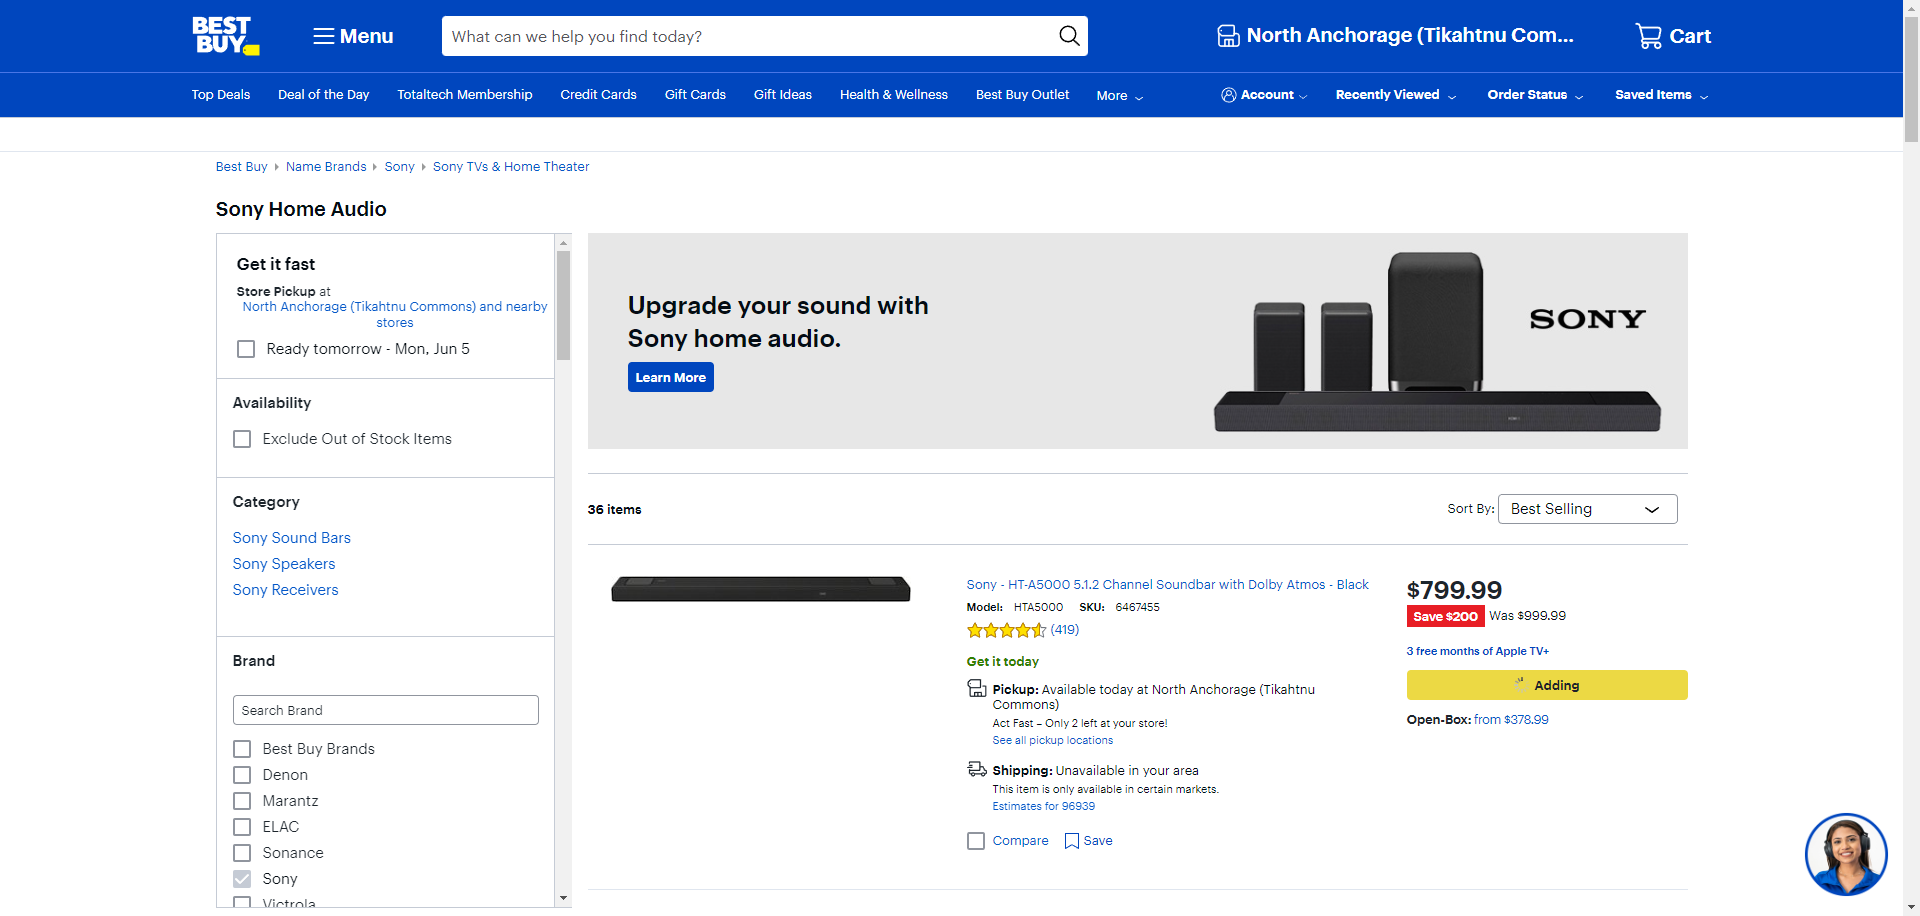 BEST BUY
Menu
What can we help you find today?
North Anchorage (Tikahtnu Com...
Cart
Top Deals
Deal of the Day
Totaltech Membership
Credit Cards
Gift Cards
Gift Ideas
Health & Wellness
Best Buy Outlet
More
Account
Recently Viewed
Order Status
Saved Items
Best Buy
Name Brands
Sony
Sony TVs & Home Theater
Sony Home Audio
Get it fast
Store Pickup at
North Anchorage (Tikahtnu Commons) and nearby
stores
Ready tomorrow - Mon, Jun 5
Availability
Exclude Out of Stock Items
Category
Sony Sound Bars
Sony Speakers
Sony Receivers
Brand
Search Brand
Best Buy Brands
Denon
Marantz
ELAC
Sonance
Sony
Victrola
Upgrade your sound with
Sony home audio.
Learn More
SONY
36 items
Sort By: Best Selling
Sony - HT-A5000 5.1.2 Channel Soundbar with Dolby Atmos - Black
Model: HTA5000 SKU: 6467455
(419)
Get it today
Pickup: Available today at North Anchorage (Tikahtnu
Commons)
Act Fast – Only 2 left at your store!
See all pickup locations
Shipping: Unavailable in your area
This item is only available in certain markets.
Estimates for 96939
Compare
Save
$799.99
Save $200 Was $999.99
3 free months of Apple TV+
Adding
Open-Box: from $378.99